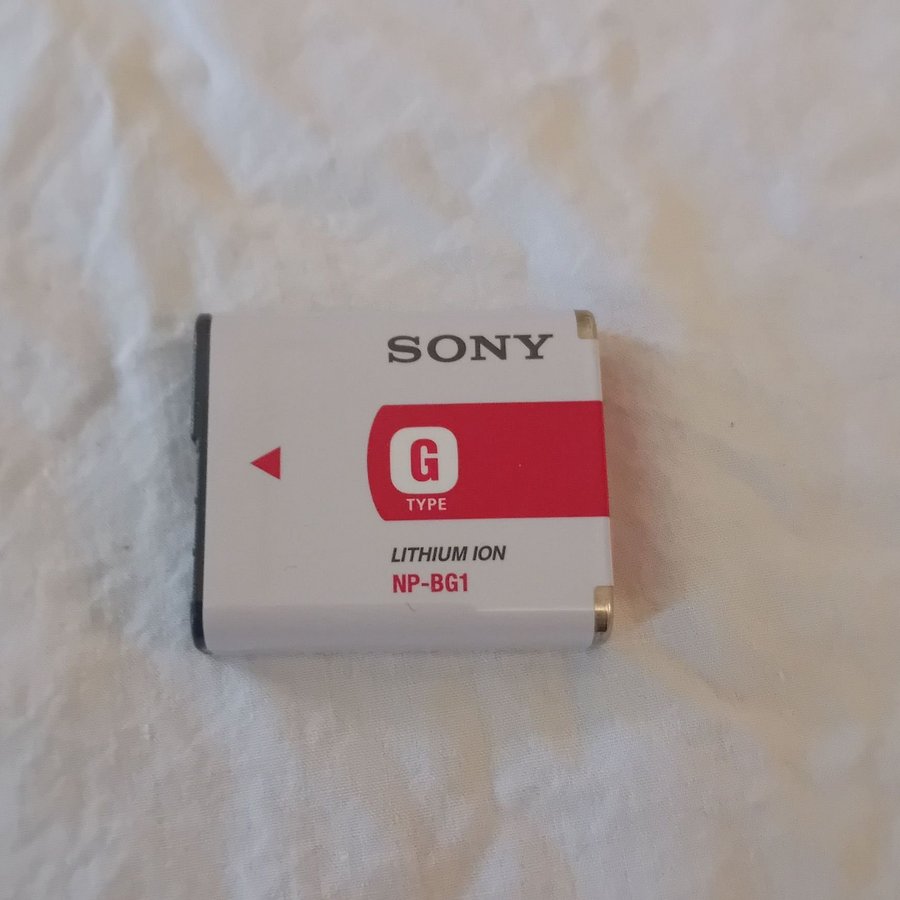 SONY
G
TYPE
LITHIUM ION
NP-BG1